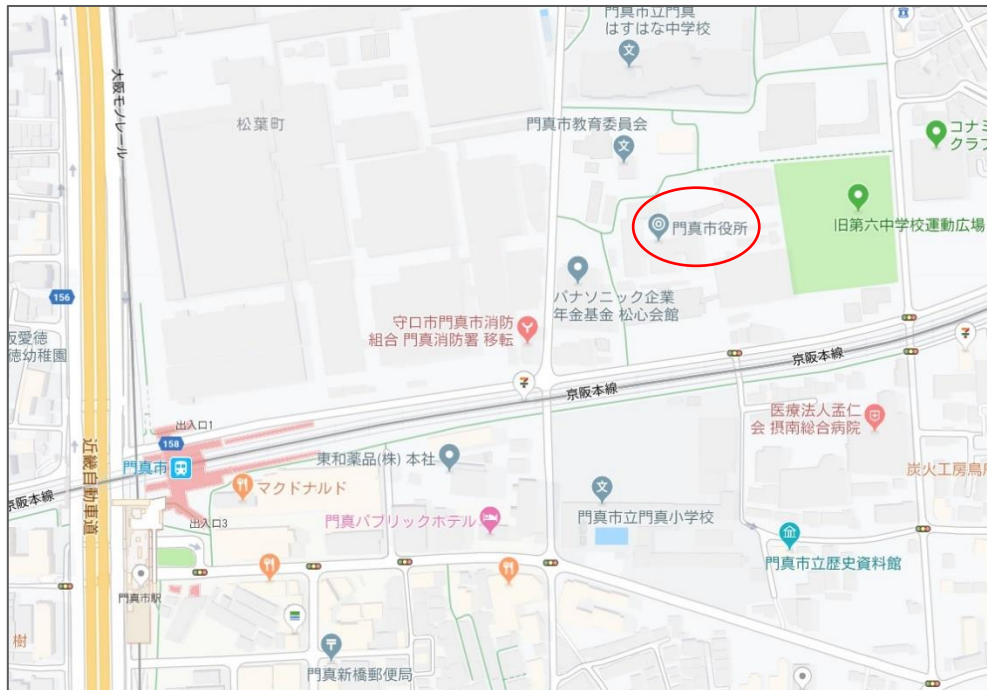 門真市立門真
はすはな中学校
大阪モノレール
松葉町
門真市教育委員会
コナミ
クラブ
門真市役所
旧第六中学校運動広場
156
パナソニック企業
年金基金 松心会館
守口市門真市消防
組合 門真消防署 移転
阪愛徳
徳幼稚園
京阪本線
京阪本線
出入口1
158
門真市
医療法人孟仁
会 摂南総合病院
東和薬品(株) 本社
炭火工房鳥
近畿自動車道
京阪本線
マクドナルド
出入口3
門真パブリックホテル
門真市立門真小学校
門真市立歴史資料館
門真市駅
樹
門真新橋郵便局